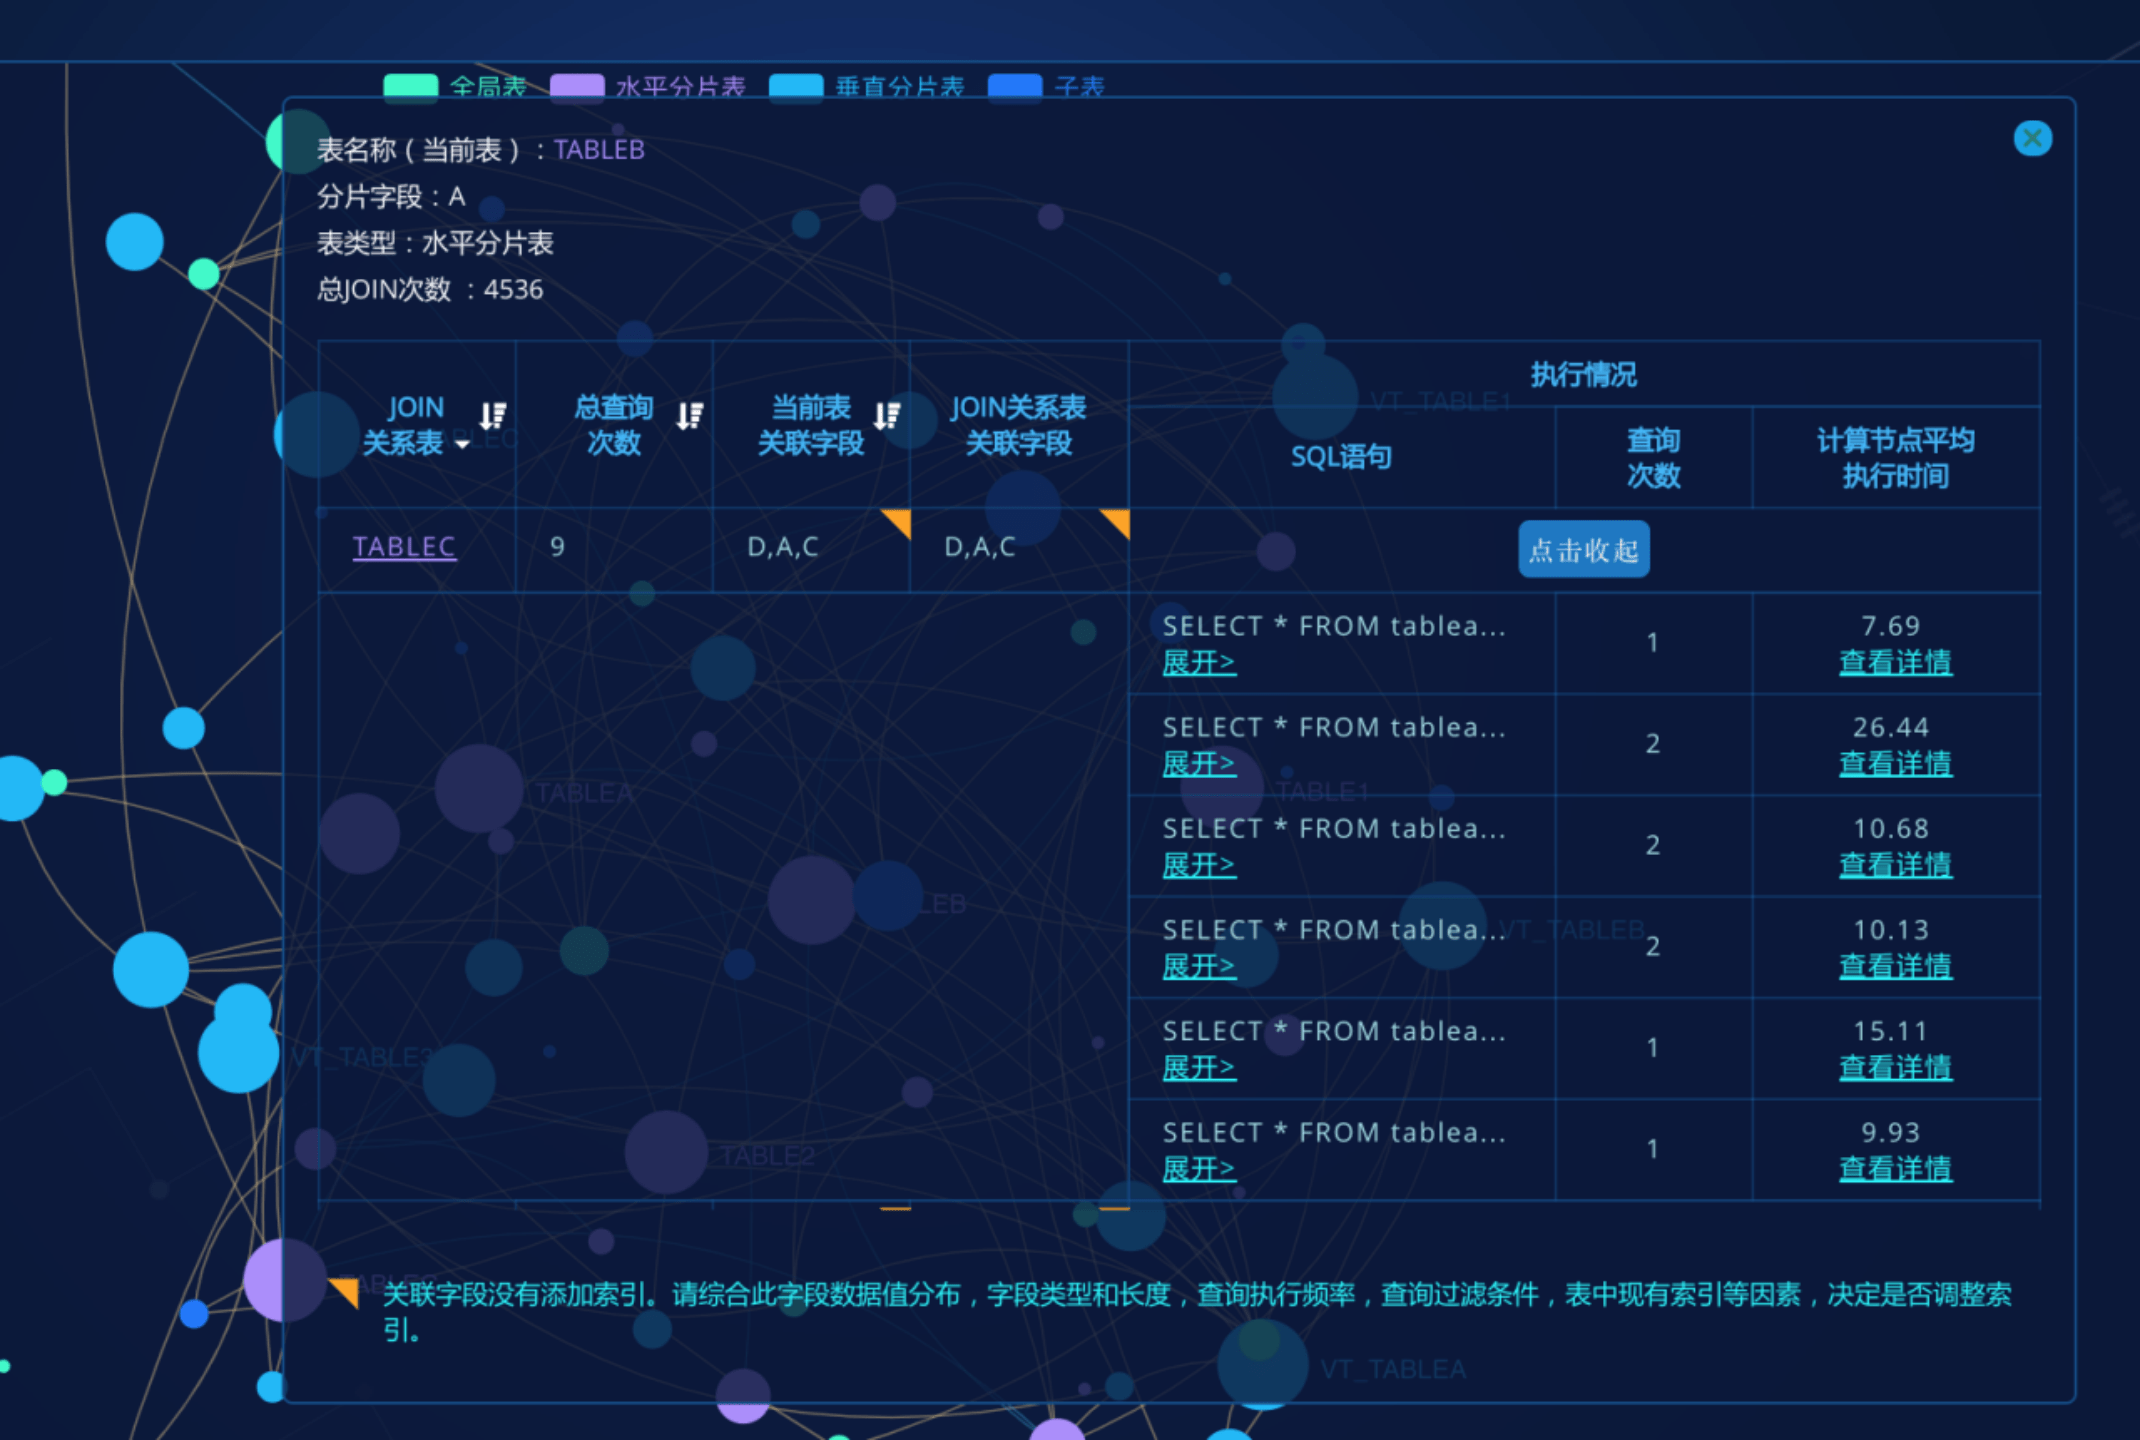 全局表 水平分片表 垂直分片表 子表
表名称（当前表）：TABLEB
分片字段：A
表类型：水平分片表
总JOIN次数 ：4536
执行情况
JOIN
关系表
总查询
次数
当前表
关联字段
JOIN关系表
关联字段
SQL语句
查询
次数
计算节点平均
执行时间
TABLEC 9 D,A,C D,A,C 点击收起
SELECT * FROM tablea... 1 7.69
展开> 查看详情
SELECT * FROM tablea... 2 26.44
展开> 查看详情
SELECT * FROM tablea... 2 10.68
展开> 查看详情
SELECT * FROM tablea... 2 10.13
展开> 查看详情
SELECT * FROM tablea... 1 15.11
展开> 查看详情
SELECT * FROM tablea... 1 9.93
展开> 查看详情
关联字段没有添加索引。请综合此字段数据值分布，字段类型和长度，查询执行频率，查询过滤条件，表中现有索引等因素，决定是否调整索
引。
VT_TABLE1
TABLEA
TABLE1
LEB
VT_TABLEB
VT_TABLE3
TABLE2
VT_TABLEA